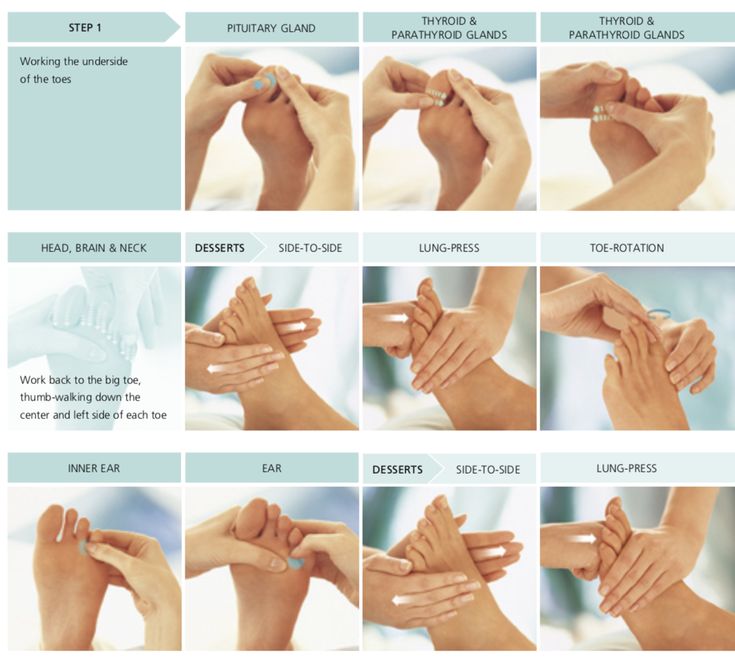 STEP 1
PITUITARY GLAND
THYROID &
PARATHYROID GLANDS
THYROID &
PARATHYROID GLANDS
Working the underside
of the toes
HEAD, BRAIN & NECK
DESSERTS
SIDE-TO-SIDE
LUNG-PRESS
TOE-ROTATION
Work back to the big toe,
thumb-walking down the
center and left side of each toe
INNER EAR
EAR
DESSERTS
SIDE-TO-SIDE
LUNG-PRESS